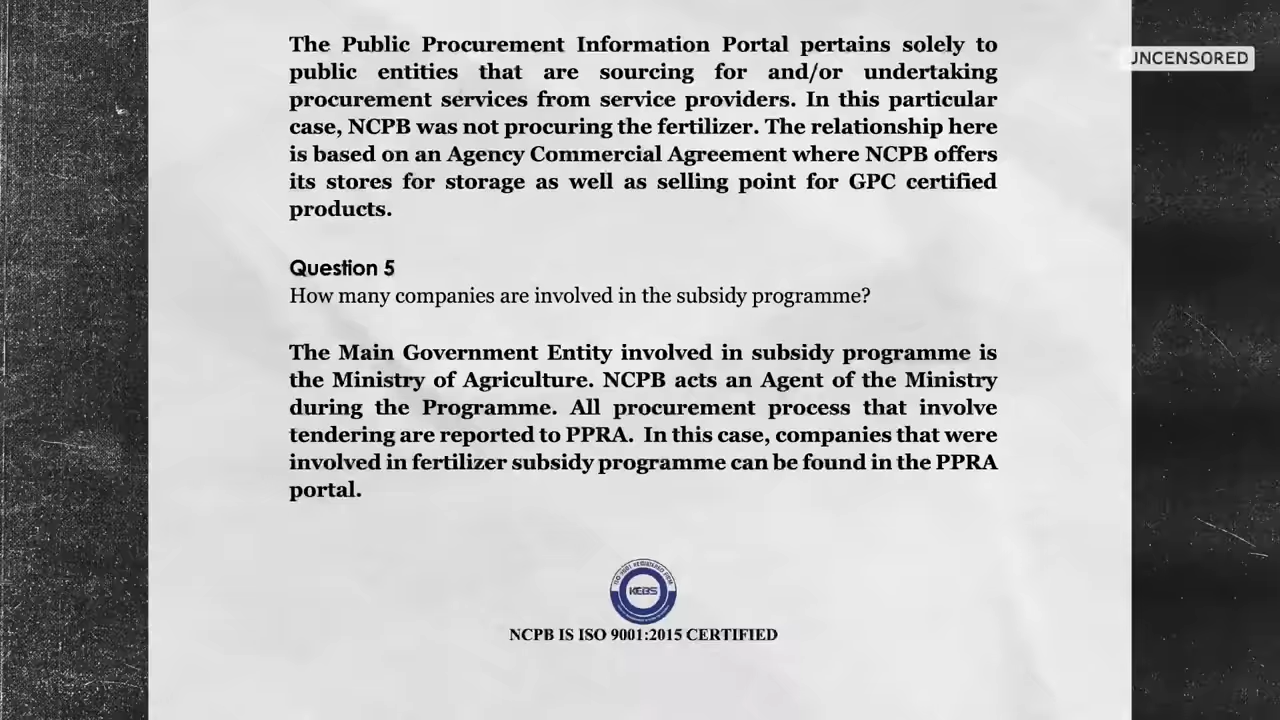 The Public Procurement Information Portal pertains solely to
public entities that are sourcing for and/or undertaking
procurement services from service providers. In this particular
case, NCPB was not procuring the fertilizer. The relationship here
is based on an Agency Commercial Agreement where NCPB offers
its stores for storage as well as selling point for GPC certified
products.
UNCENSORED
Question 5
How many companies are involved in the subsidy programme?
The Main Government Entity involved in subsidy programme is
the Ministry of Agriculture. NCPB acts an Agent of the Ministry
during the Programme. All procurement process that involve
tendering are reported to PPRA. In this case, companies that were
involved in fertilizer subsidy programme can be found in the PPRA
portal.
ISO 9001 REGISTERED FIRM
KEBS
NCPB IS ISO 9001:2015 CERTIFIED